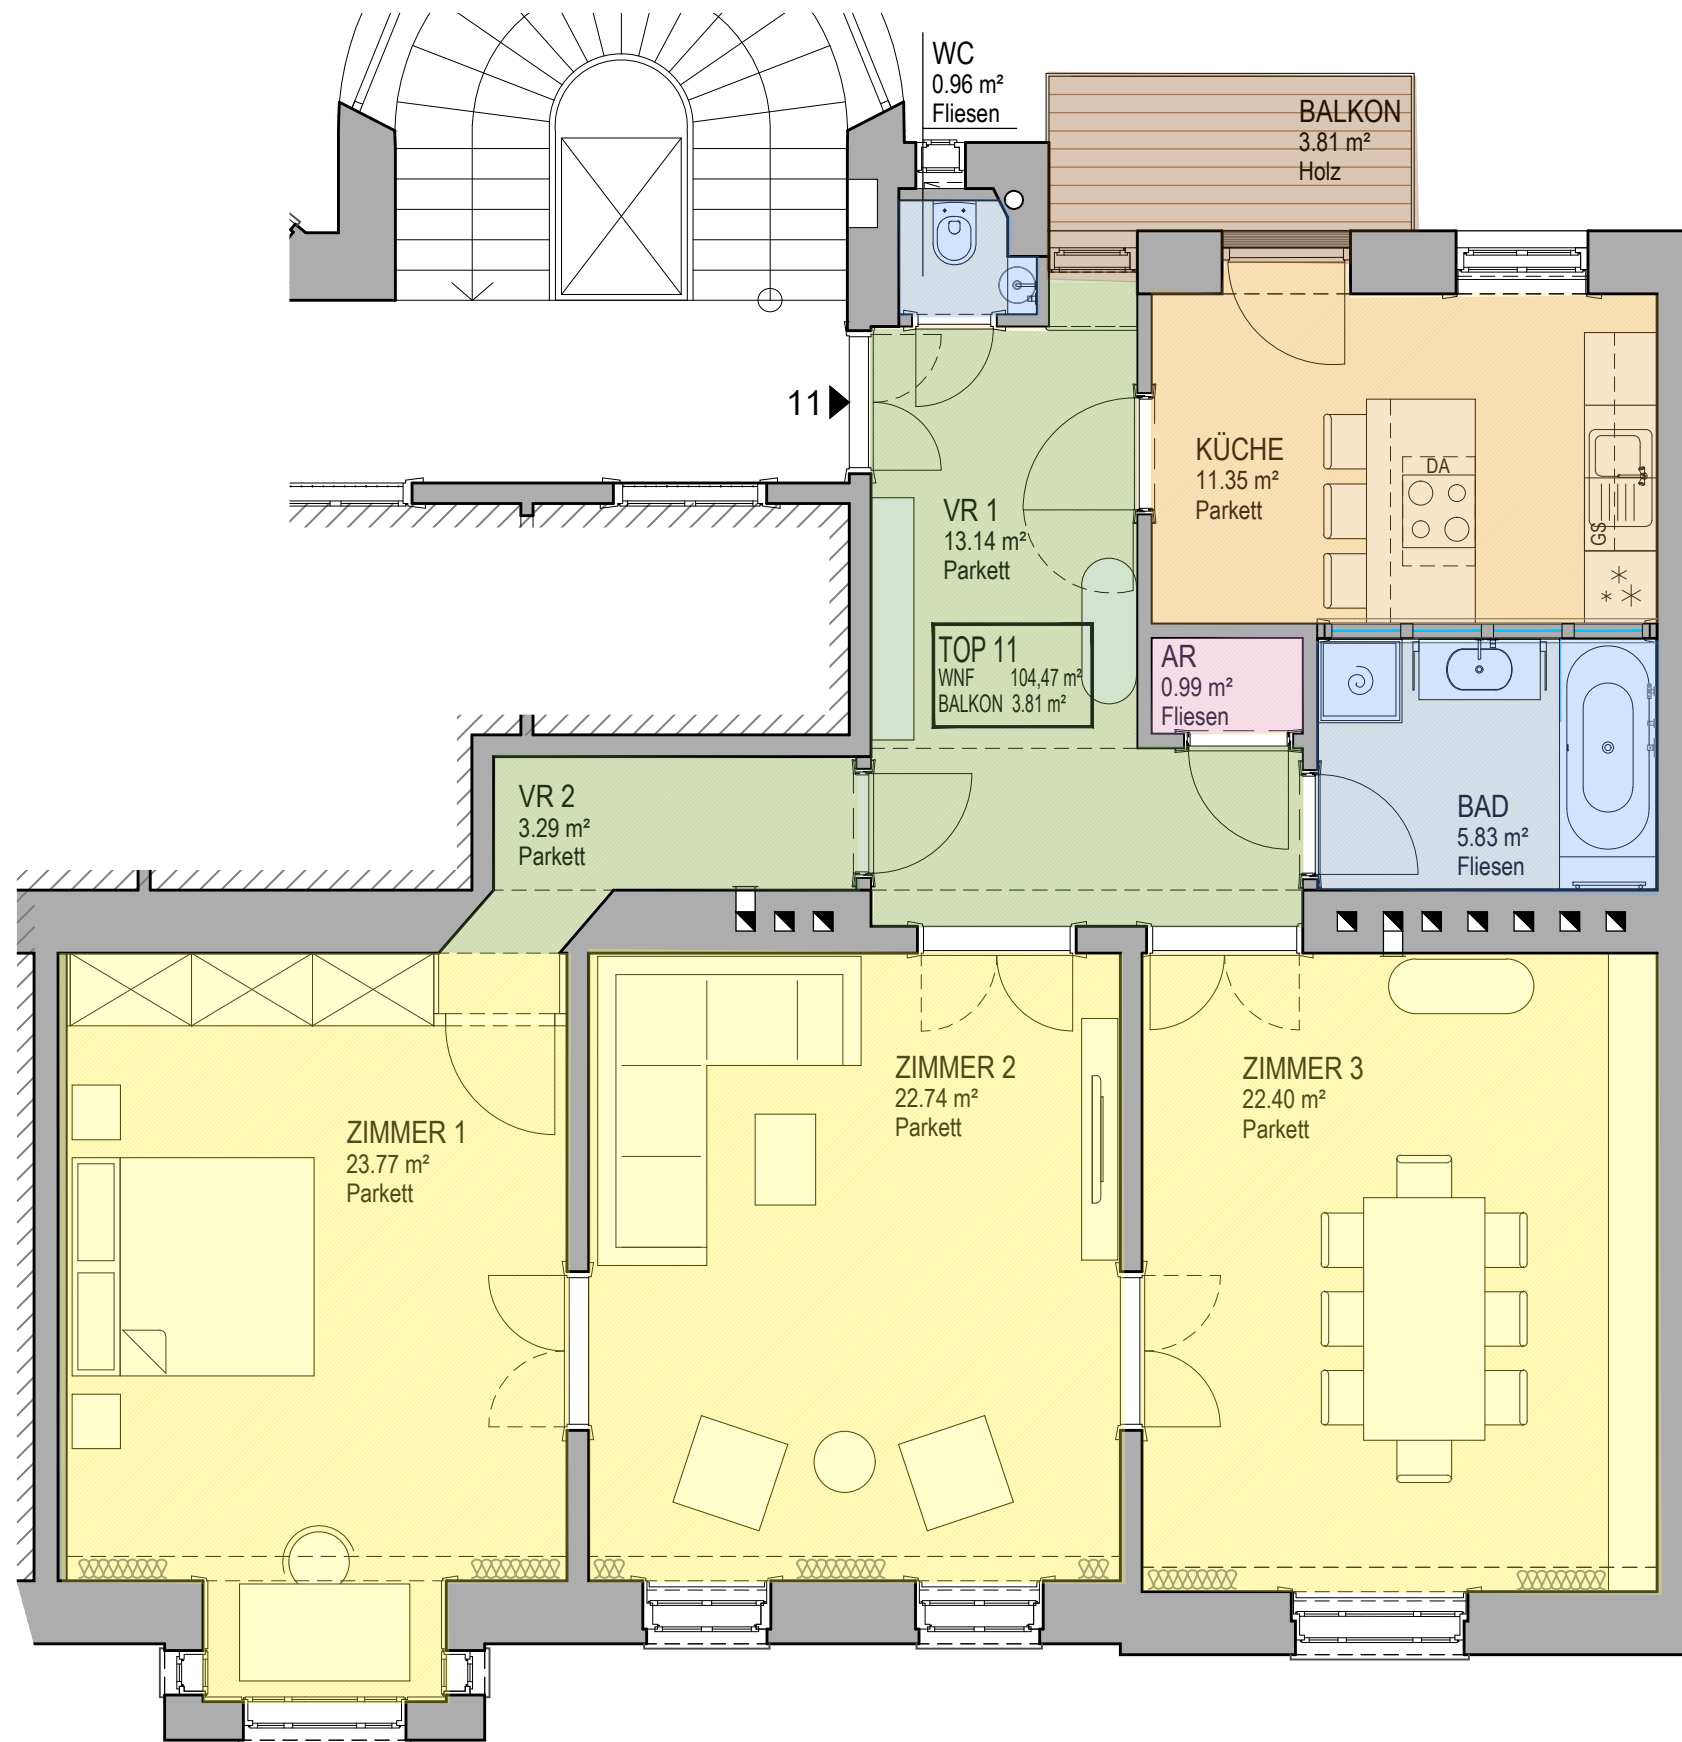 WC
0.96 m²
Fliesen
BALKON
3.81 m²
Holz
11
KÜCHE
11.35 m²
Parkett
DA
GS
VR 1
13.14 m²
Parkett
TOP 11
WNF 104,47 m²
BALKON 3.81 m²
AR
0.99 m²
Fliesen
VR 2
3.29 m²
Parkett
BAD
5.83 m²
Fliesen
ZIMMER 1
23.77 m²
Parkett
ZIMMER 2
22.74 m²
Parkett
ZIMMER 3
22.40 m²
Parkett